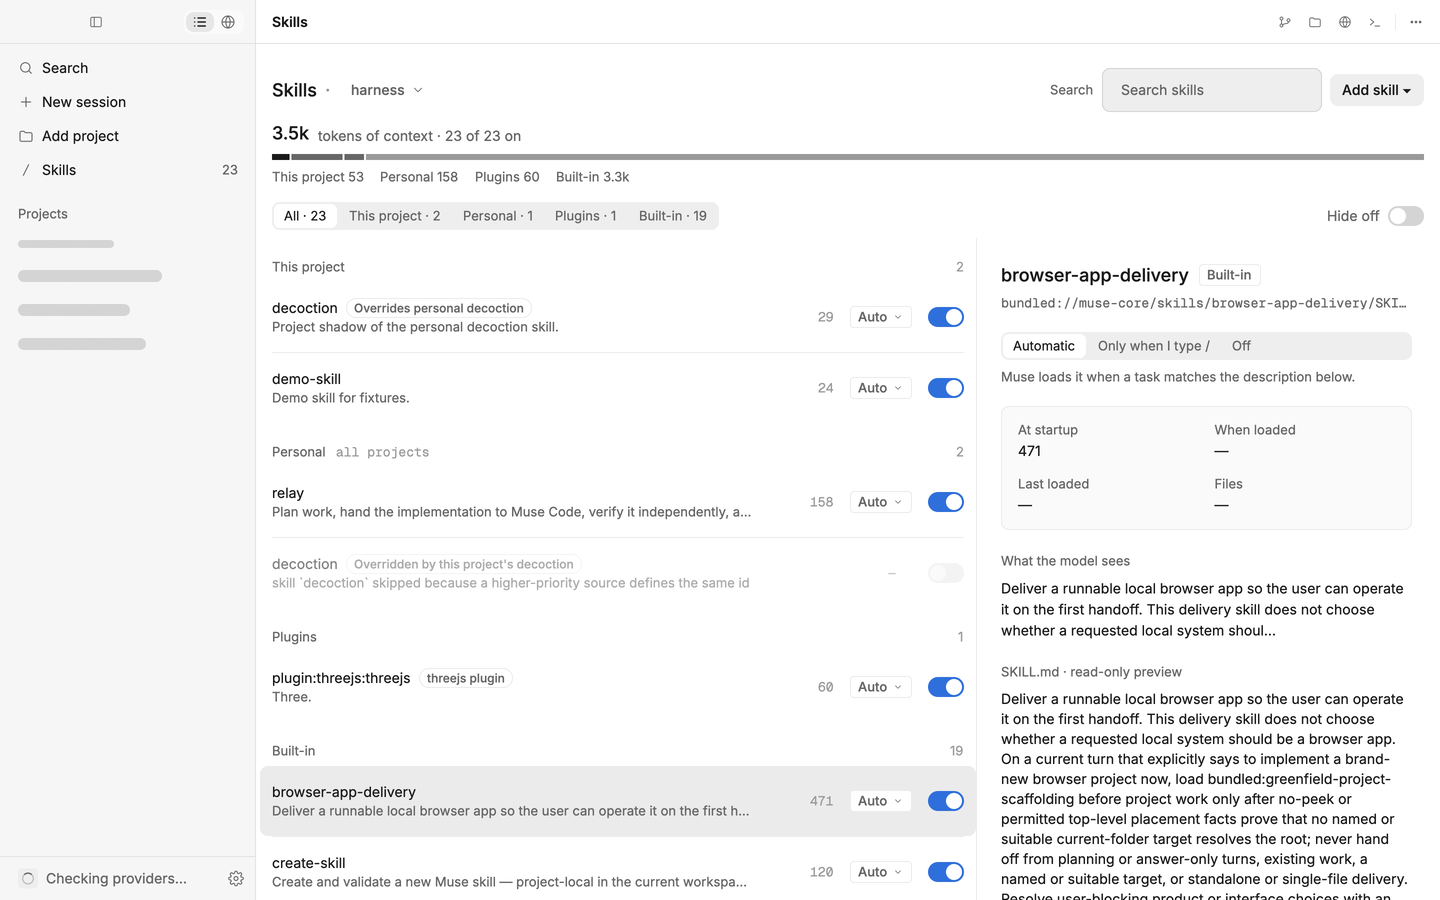 Skills
Search
New session
Add project
Skills 23
Projects
Checking providers...
Skills · harness
Search Search skills Add skill
3.5k tokens of context · 23 of 23 on
This project 53 Personal 158 Plugins 60 Built-in 3.3k
All · 23 This project · 2 Personal · 1 Plugins · 1 Built-in · 19
Hide off
This project 2
decoction Overrides personal decoction
Project shadow of the personal decoction skill.
29 Auto
demo-skill
Demo skill for fixtures.
24 Auto
Personal all projects 2
relay
Plan work, hand the implementation to Muse Code, verify it independently, a...
158 Auto
decoction Overridden by this project's decoction
skill `decoction` skipped because a higher-priority source defines the same id
–
Plugins 1
plugin:threejs:threejs threejs plugin
Three.
60 Auto
Built-in 19
browser-app-delivery
Deliver a runnable local browser app so the user can operate it on the first h...
471 Auto
create-skill
Create and validate a new Muse skill — project-local in the current workspa...
120 Auto
browser-app-delivery Built-in
bundled://muse-core/skills/browser-app-delivery/SKI…
Automatic Only when I type / Off
Muse loads it when a task matches the description below.
At startup When loaded
471 —
Last loaded Files
— —
What the model sees
Deliver a runnable local browser app so the user can operate
it on the first handoff. This delivery skill does not choose
whether a requested local system shoul...
SKILL.md · read-only preview
Deliver a runnable local browser app so the user can operate
it on the first handoff. This delivery skill does not choose
whether a requested local system should be a browser app.
On a current turn that explicitly says to implement a brand-
new browser project now, load bundled:greenfield-project-
scaffolding before project work only after no-peek or
permitted top-level placement facts prove that no named or
suitable current-folder target resolves the root; never hand
off from planning or answer-only turns, existing work, a
named or suitable target, or standalone or single-file delivery.
Resolve user-blocking product or interface choices with an